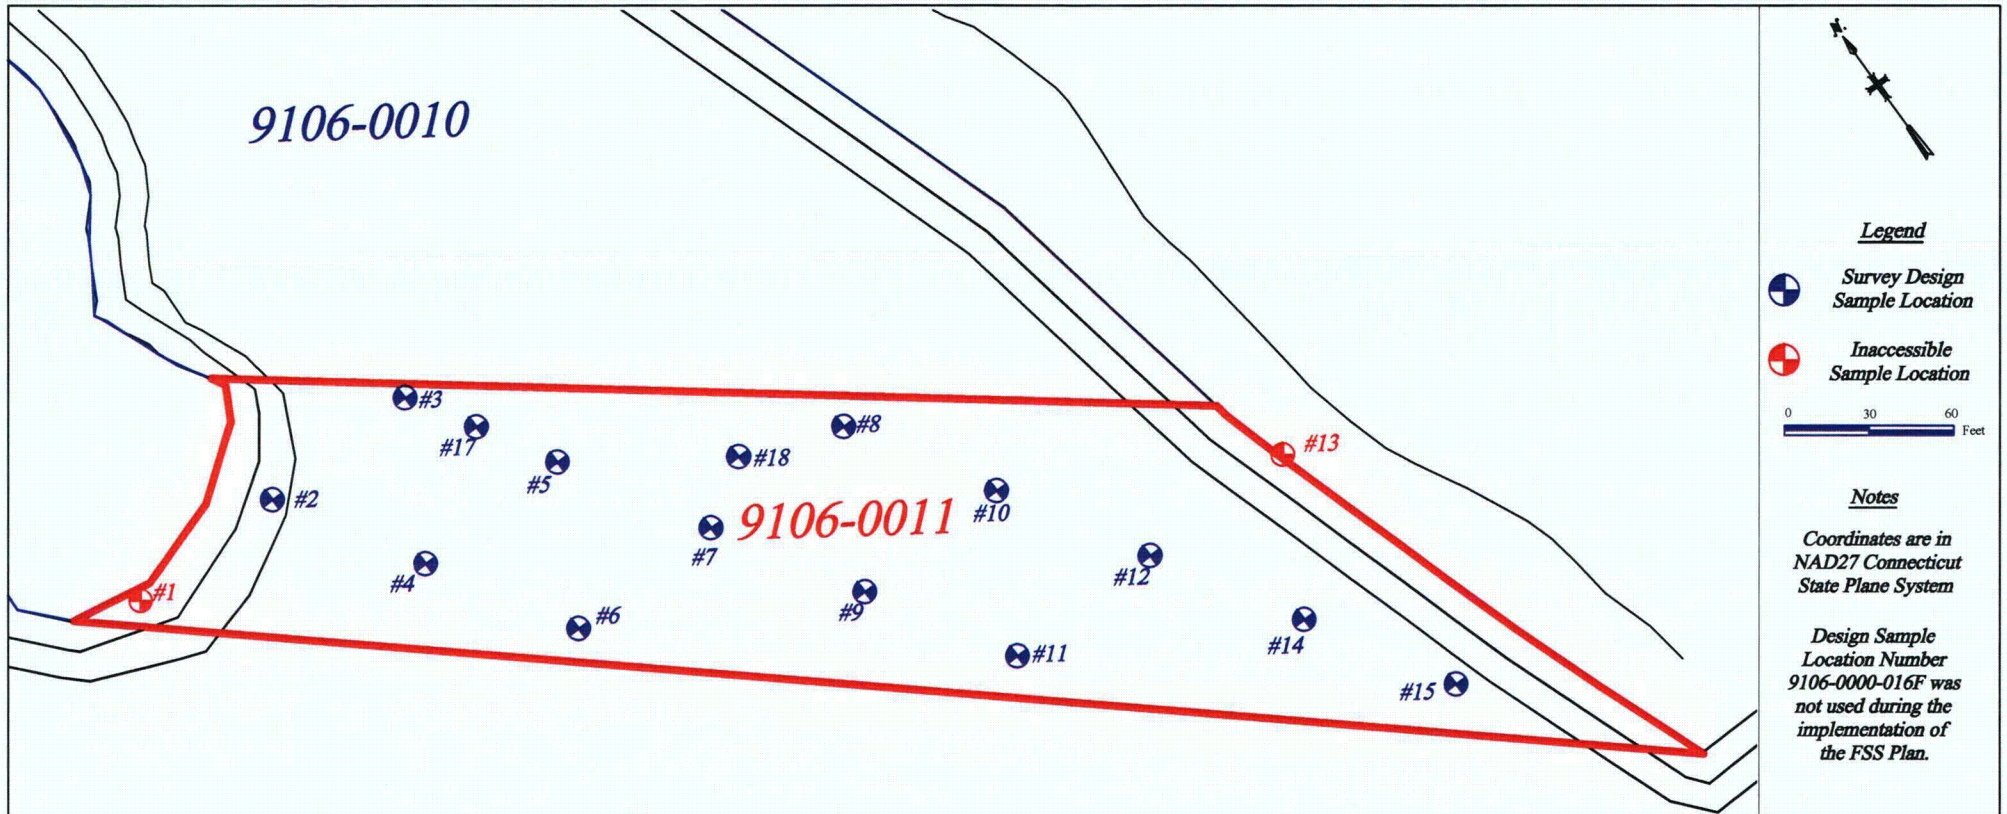 9106-0010
#3
#17
#5
#8
#18
#13
#2
#10
9106-0011
#7
#12
#4
#1
#9
#6
#14
#11
#15
N
Legend
Survey Design
Sample Location
Inaccessible
Sample Location
0 30 60
Feet
Notes
Coordinates are in
NAD27 Connecticut
State Plane System
Design Sample
Location Number
9106-0000-016F was
not used during the
implementation of
the FSS Plan.